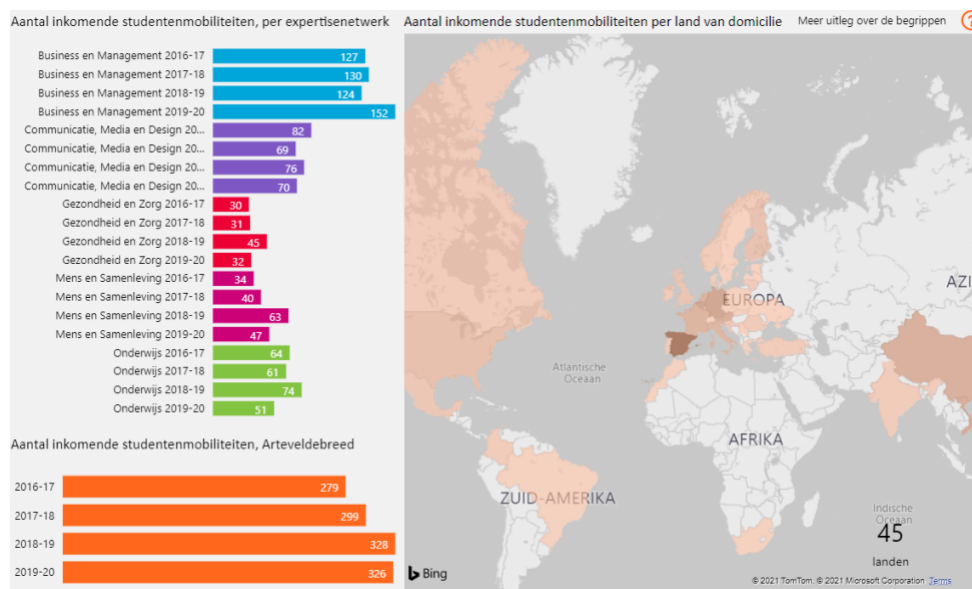 Aantal inkomende studentenmobiliteiten, per expertisenetwerk
Business en Management 2016-17 127
Business en Management 2017-18 130
Business en Management 2018-19 124
Business en Management 2019-20 152
Communicatie, Media en Design 20... 82
Communicatie, Media en Design 20... 69
Communicatie, Media en Design 20... 76
Communicatie, Media en Design 20... 70
Gezondheid en Zorg 2016-17 30
Gezondheid en Zorg 2017-18 31
Gezondheid en Zorg 2018-19 45
Gezondheid en Zorg 2019-20 32
Mens en Samenleving 2016-17 34
Mens en Samenleving 2017-18 40
Mens en Samenleving 2018-19 63
Mens en Samenleving 2019-20 47
Onderwijs 2016-17 64
Onderwijs 2017-18 61
Onderwijs 2018-19 74
Onderwijs 2019-20 51
Aantal inkomende studentenmobiliteiten, Arteveldebreed
2016-17 279
2017-18 299
2018-19 328
2019-20 326
Aantal inkomende studentenmobiliteiten per land van domicilie
Meer uitleg over de begrippen
?
AZI
EUROPA
Atlantische
Oceaan
AFRIKA
ZUID-AMERIKA
Indische
Oceaan
45
landen
Bing
© 2021 TomTom, © 2021 Microsoft Corporation Terms